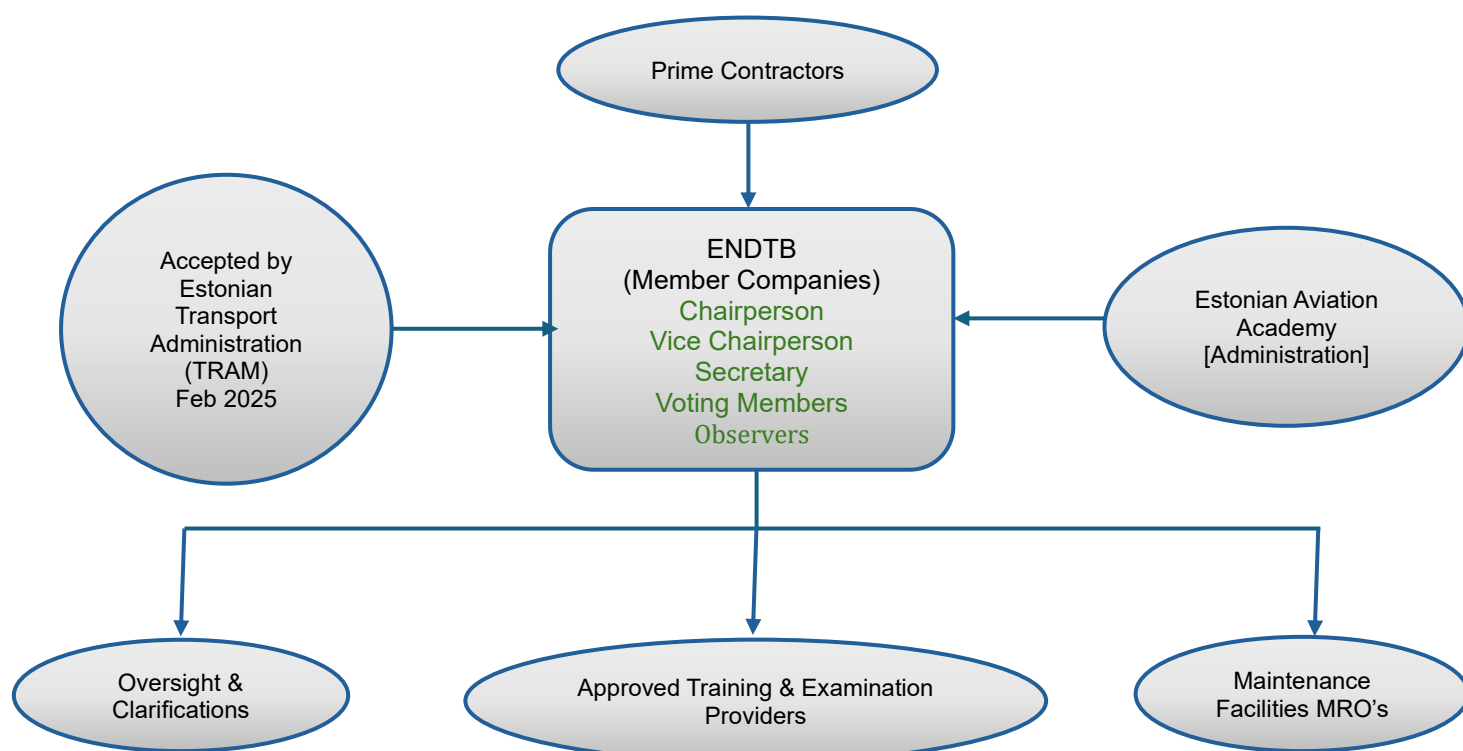 Prime Contractors
Accepted by
Estonian
Transport
Administration
(TRAM)
Feb 2025
ENDTB
(Member Companies)
Chairperson
Vice Chairperson
Secretary
Voting Members
Observers
Estonian Aviation
Academy
[Administration]
Oversight &
Clarifications
Approved Training & Examination
Providers
Maintenance
Facilities MRO's